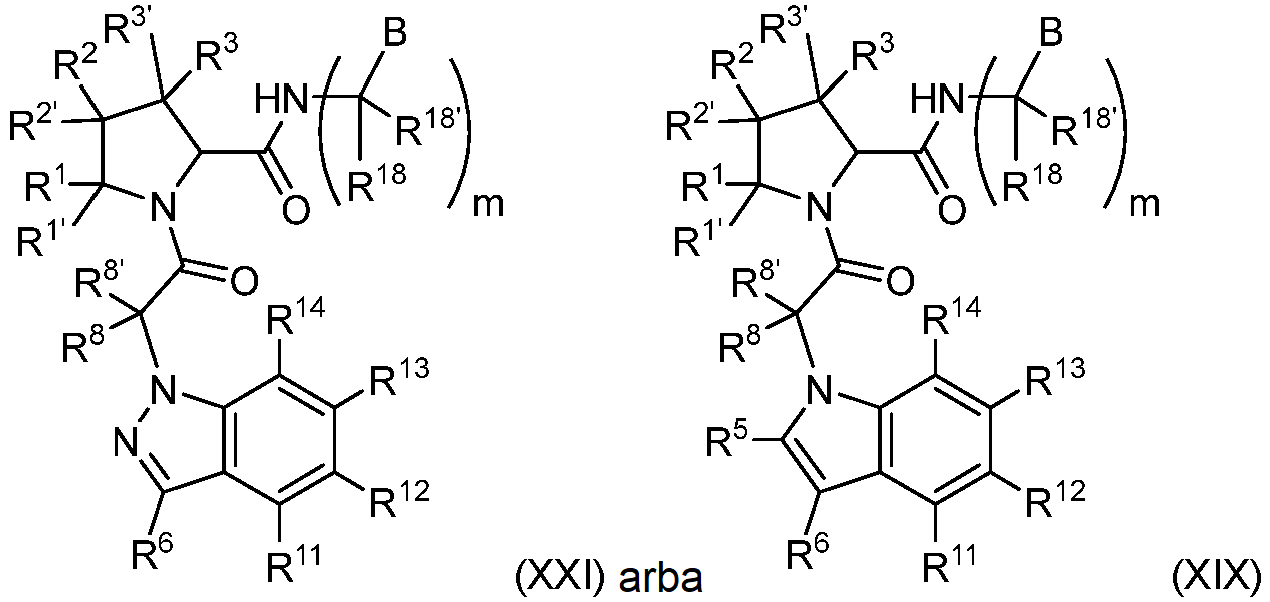 R3' R3'
R2 R3 B R2 R3 B
R2' HN R18' R2' HN R18'
R1 N O R18 m R1 N O R18 m
R1' R1'
R8' O R8' O
R8 R14 R8 R14
N R13 N R13
N R12 R5 R12
R6 R11 R6 R11
(XXI) arba (XIX)